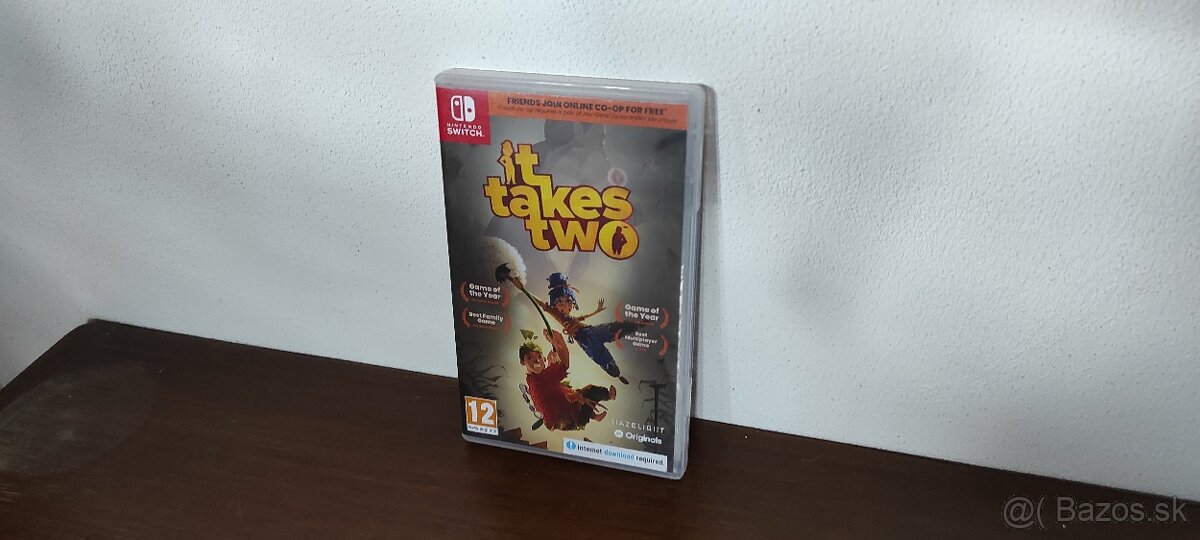 FRIENDS JOIN ONLINE CO-OP FOR FREE*
NINTENDO
SWITCH
it
takes
two
Game of
the Year
Best Family
Game
Game of
the Year
Best
Multiplayer
Game
12
HAZELIGHT
Originals
Internet download required
@( Bazos.sk